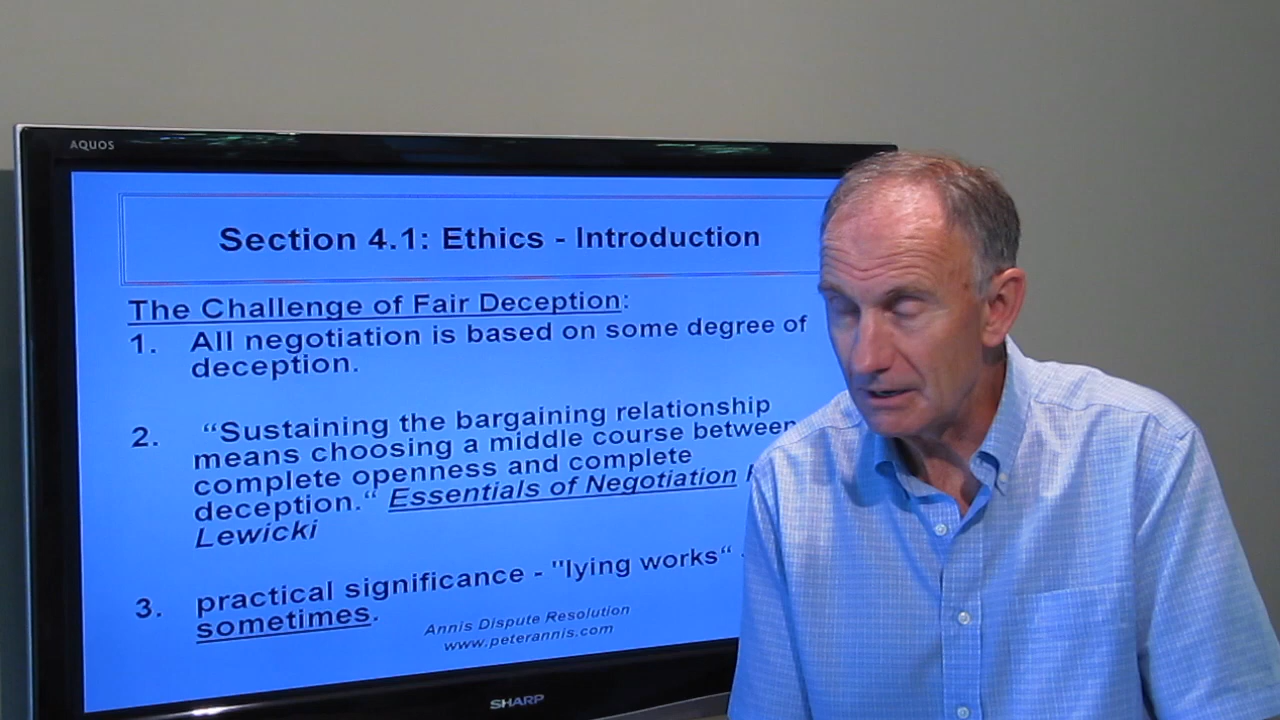 AQUOS
Section 4.1: Ethics - Introduction
The Challenge of Fair Deception:
1. All negotiation is based on some degree of
deception.
2. “Sustaining the bargaining relationship
means choosing a middle course between
complete openness and complete
deception.“ Essentials of Negotiation
Lewicki
3. practical significance - "lying works“
sometimes.
Annis Dispute Resolution
www.peterannis.com
SHARP